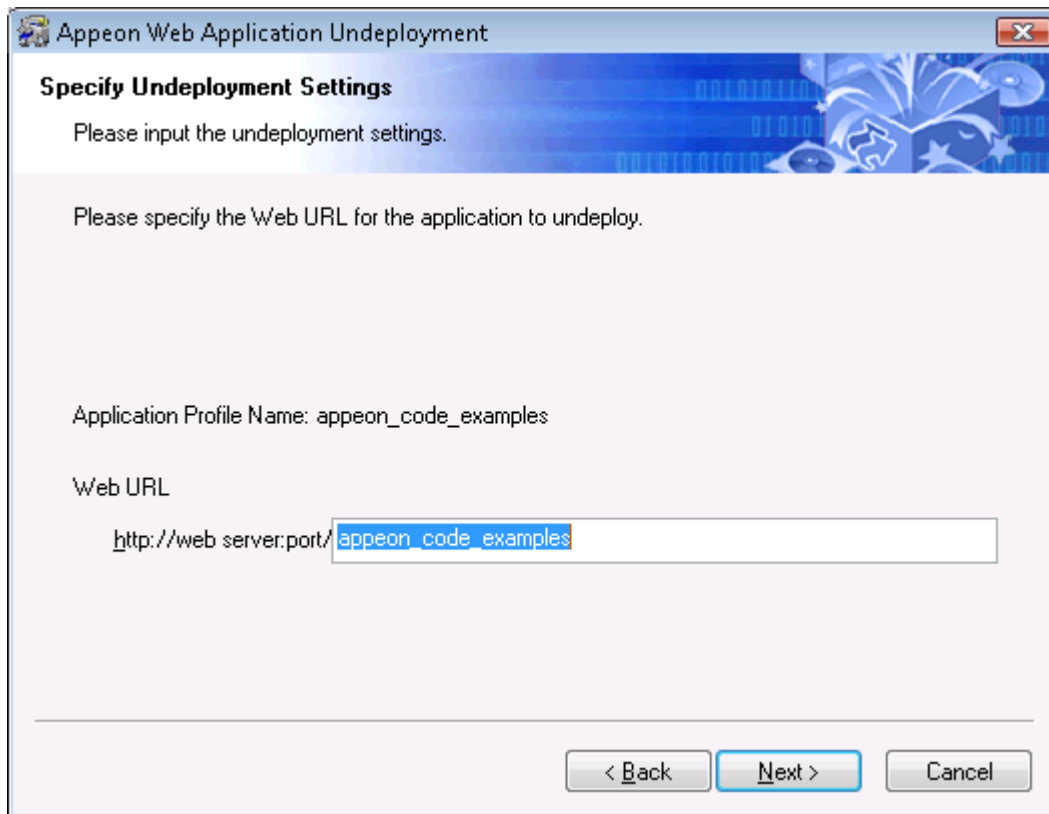 Appeon Web Application Undeployment
Specify Undeployment Settings
Please input the undeployment settings.
Please specify the Web URL for the application to undeploy.
Application Profile Name: appeon_code_examples
Web URL
http://web server:port/ appeon_code_examples
< Back Next > Cancel